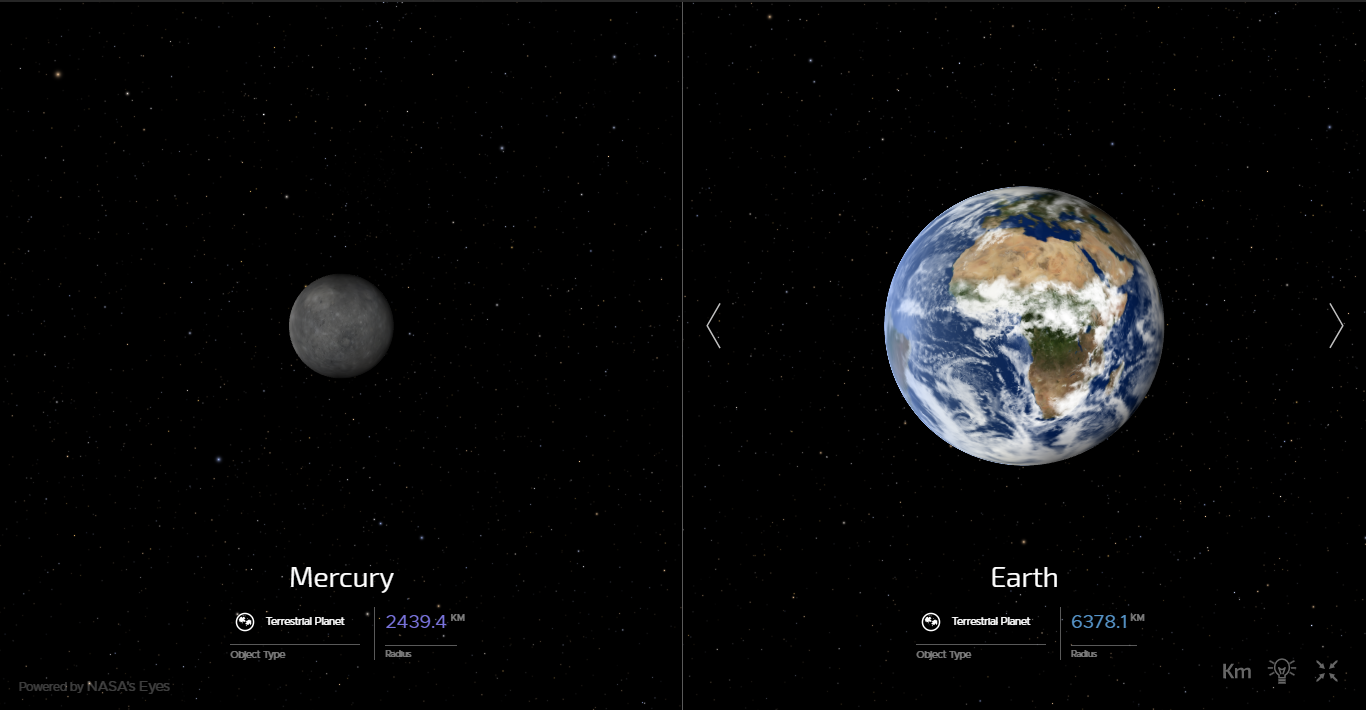 Mercury
Terrestrial Planet
2439.4 KM
Object Type
Radius
Earth
Terrestrial Planet
6378.1 KM
Object Type
Radius
Km
Powered by NASA's Eyes